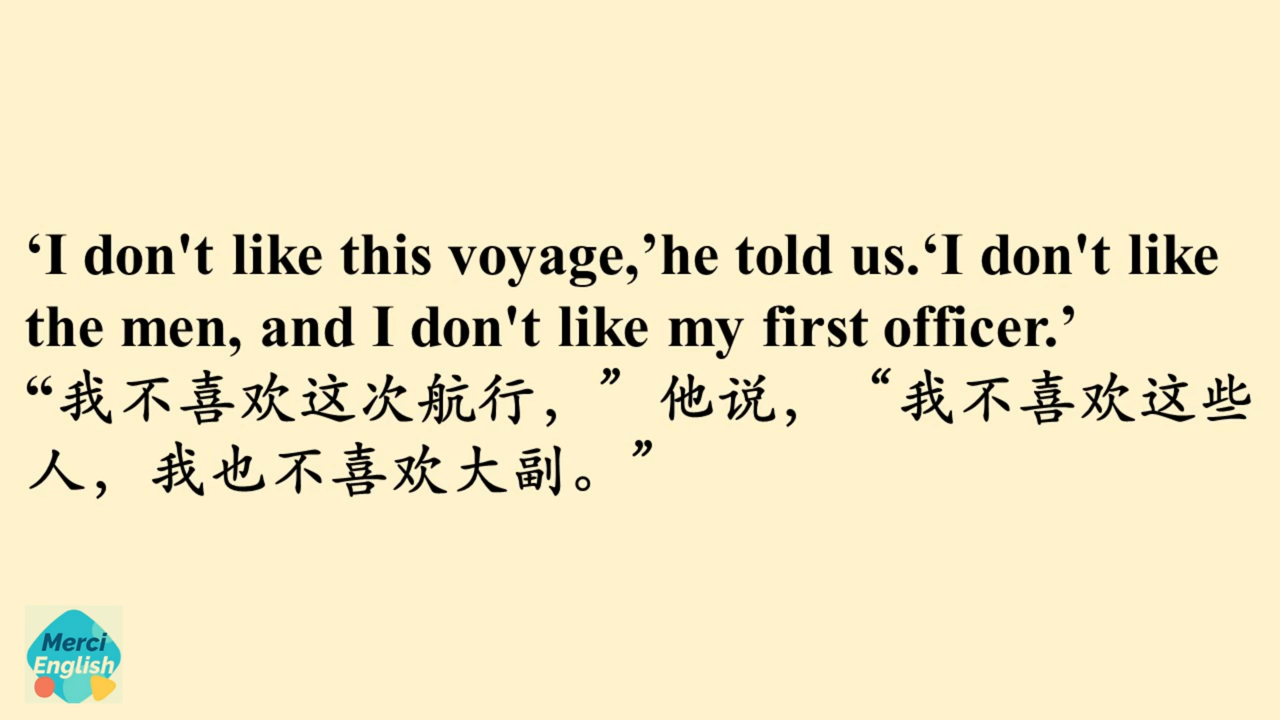 ‘I don't like this voyage,’he told us.‘I don't like
the men, and I don't like my first officer.’
“我不喜欢这次航行，”他说，“我不喜欢这些
人，我也不喜欢大副。”
Merci
English